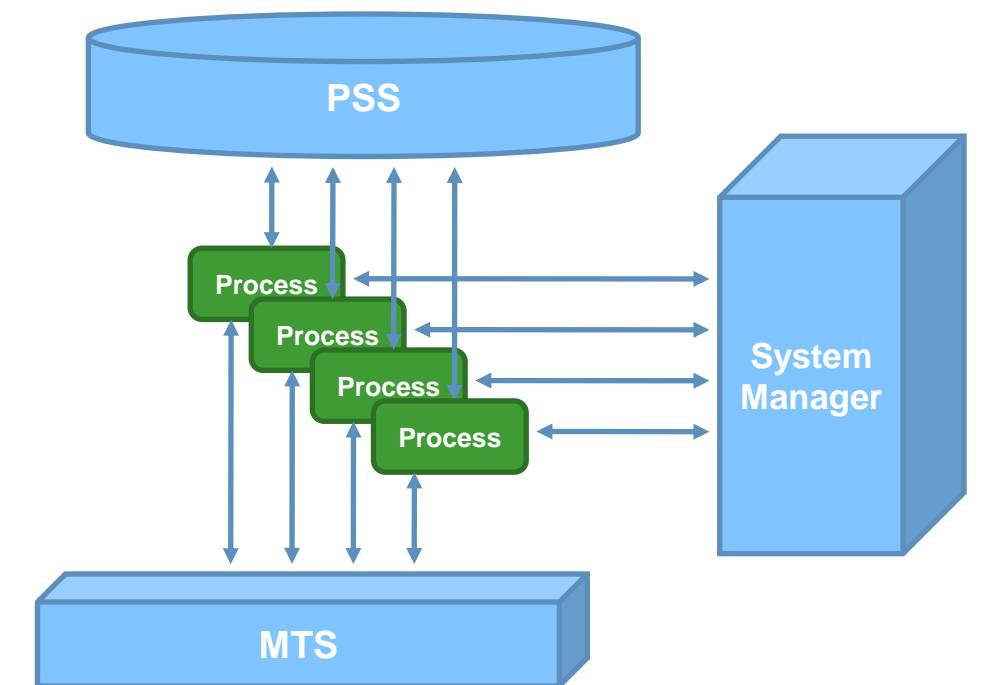 PSS
Process
Process
Process
Process
System
Manager
MTS